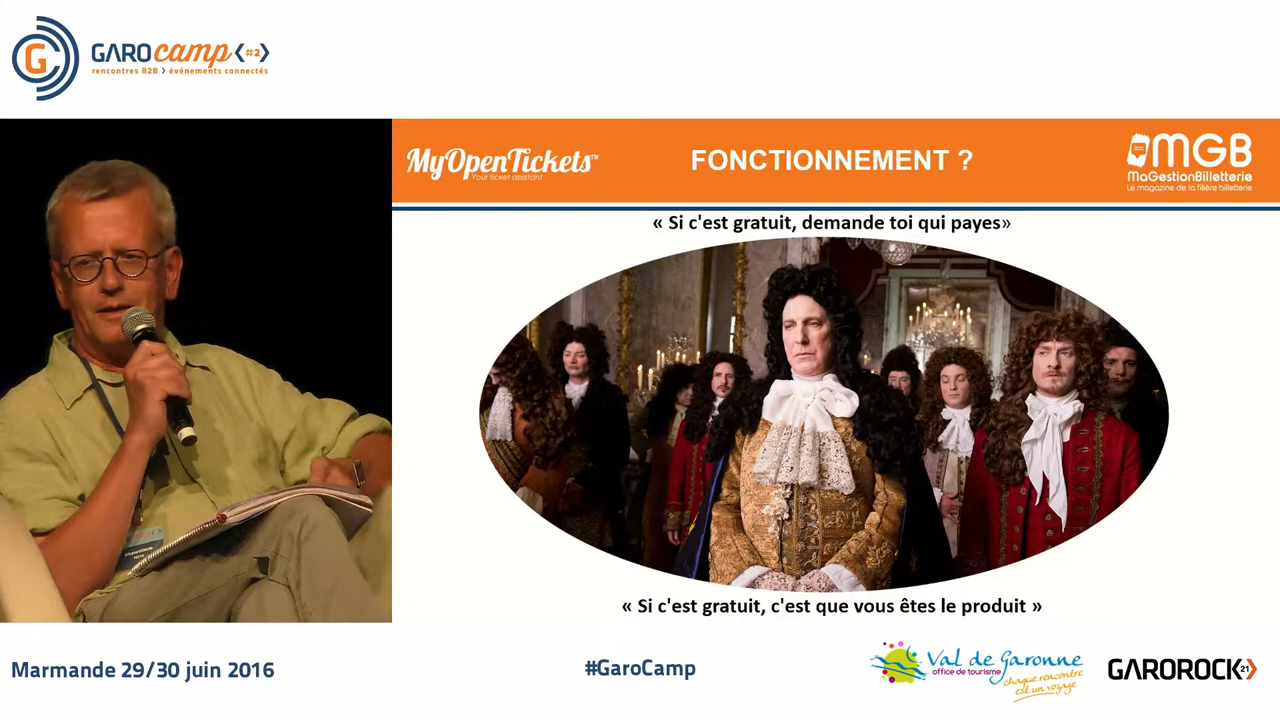 GAROcamp <#2>
rencontres B2B > événements connectés
MyOpenTickets™
Your ticket assistant
FONCTIONNEMENT ?
MGB
MaGestionBilletterie
Le magazine de la filière billetterie
« Si c'est gratuit, demande toi qui payes»
« Si c'est gratuit, c'est que vous êtes le produit »
Marmande 29/30 juin 2016
#GaroCamp
Val de Garonne
office de tourisme
chaque rencontre
est un voyage
GAROROCK 21